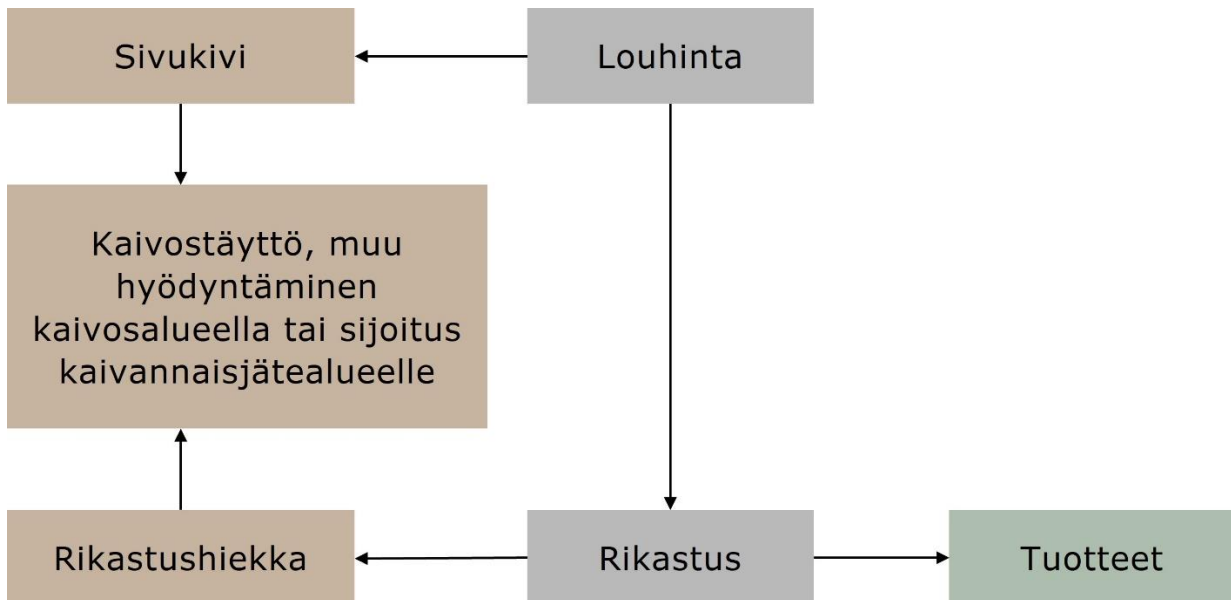 Sivukivi
Louhinta
Kaivostäyttö, muu
hyödyntäminen
kaivosalueella tai sijoitus
kaivannaisjätealueelle
Rikastushiekka
Rikastus
Tuotteet